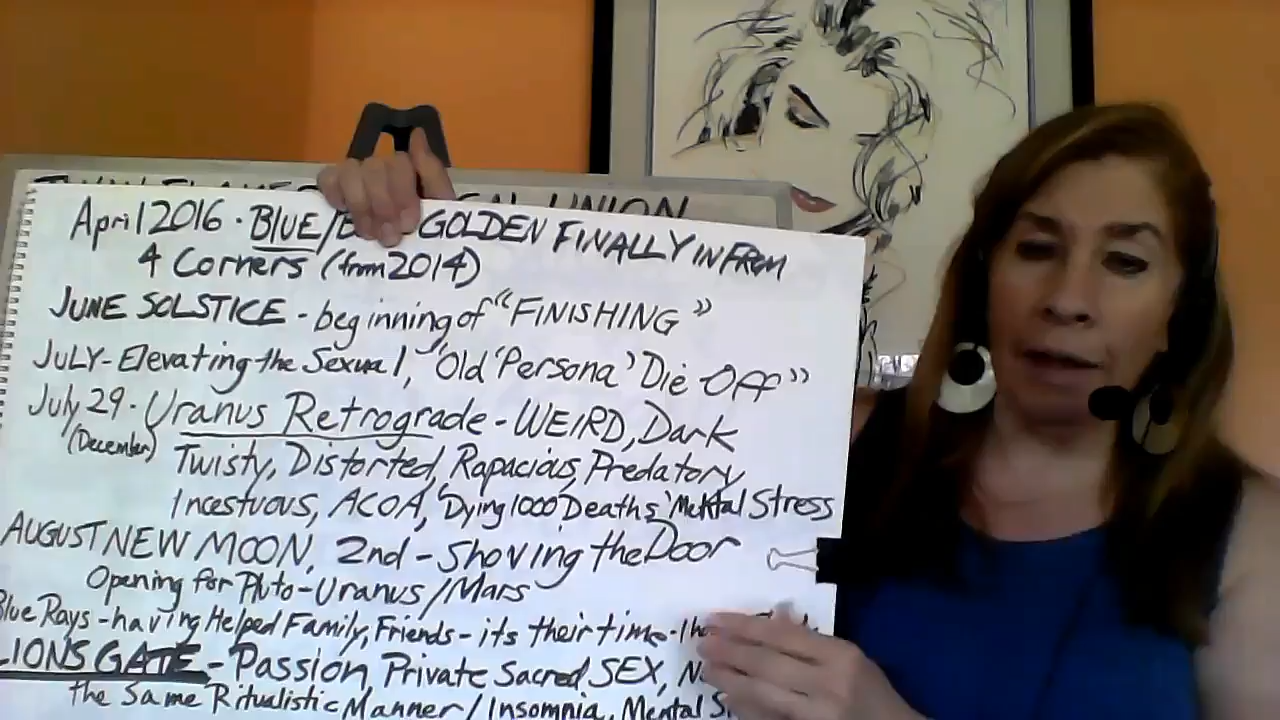 TWIN FLAME UNION
April 2016 · BLUE/ GOLDEN FINALLY IN FROM
4 CORNERS (from 2014)
JUNE SOLSTICE - beginning of "FINISHING"
JULY - Elevating the Sexual, "Old 'Persona' Die-OFF"
July 29 - Uranus Retrograde - WEIRD, Dark
(December)
Twisty, Distorted, Rapacious, Predatory,
Incestuous, ACOA, 'Dying 1000 Deaths' Mental Stress
AUGUST NEW MOON, 2nd - Shoving the Door
Opening for Pluto-Uranus/Mars
Blue Rays - having Helped Family, Friends - its their time -
LIONS GATE - Passion, Private Sacred SEX,
the Same Ritualistic Manner/Insomnia, Mental